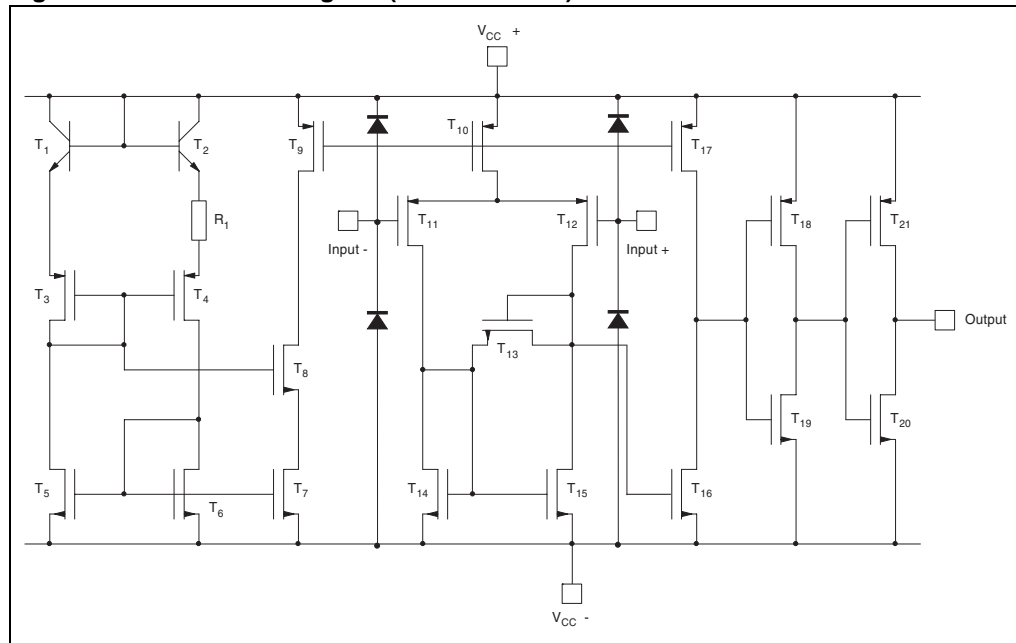 V_CC +
T_1
T_2
T_9
T_10
T_17
R_1
T_11
T_12
T_18
T_21
Input -
Input +
T_3
T_4
Output
T_13
T_8
T_19
T_20
T_5
T_6
T_7
T_14
T_15
T_16
V_CC -